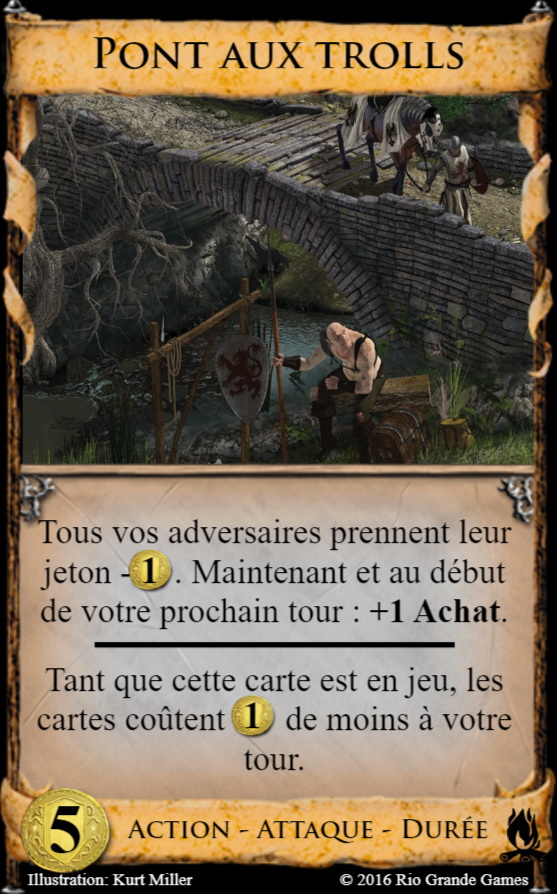 Pont aux trolls
Tous vos adversaires prennent leur
jeton -1. Maintenant et au début
de votre prochain tour : +1 Achat.
Tant que cette carte est en jeu, les
cartes coûtent 1 de moins à votre
tour.
5 Action - Attaque - Durée
Illustration: Kurt Miller © 2016 Rio Grande Games